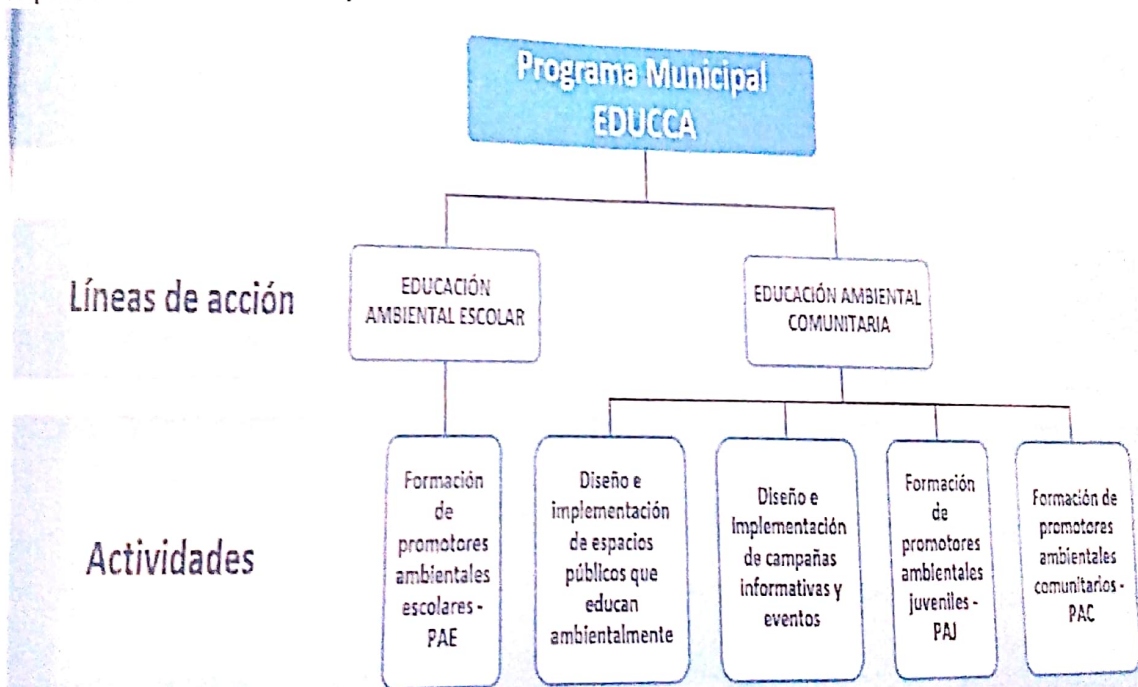 Programa Municipal
EDUCCA
Líneas de acción
EDUCACIÓN
AMBIENTAL ESCOLAR
EDUCACIÓN AMBIENTAL
COMUNITARIA
Actividades
Formación
de
promotores
ambientales
escolares -
PAE
Diseño e
implementación
de espacios
públicos que
educan
ambientalmente
Diseño e
implementación
de campañas
informativas y
eventos
Formación
de
promotores
ambientales
juveniles -
PAJ
Formación de
promotores
ambientales
comunitarios -
PAC